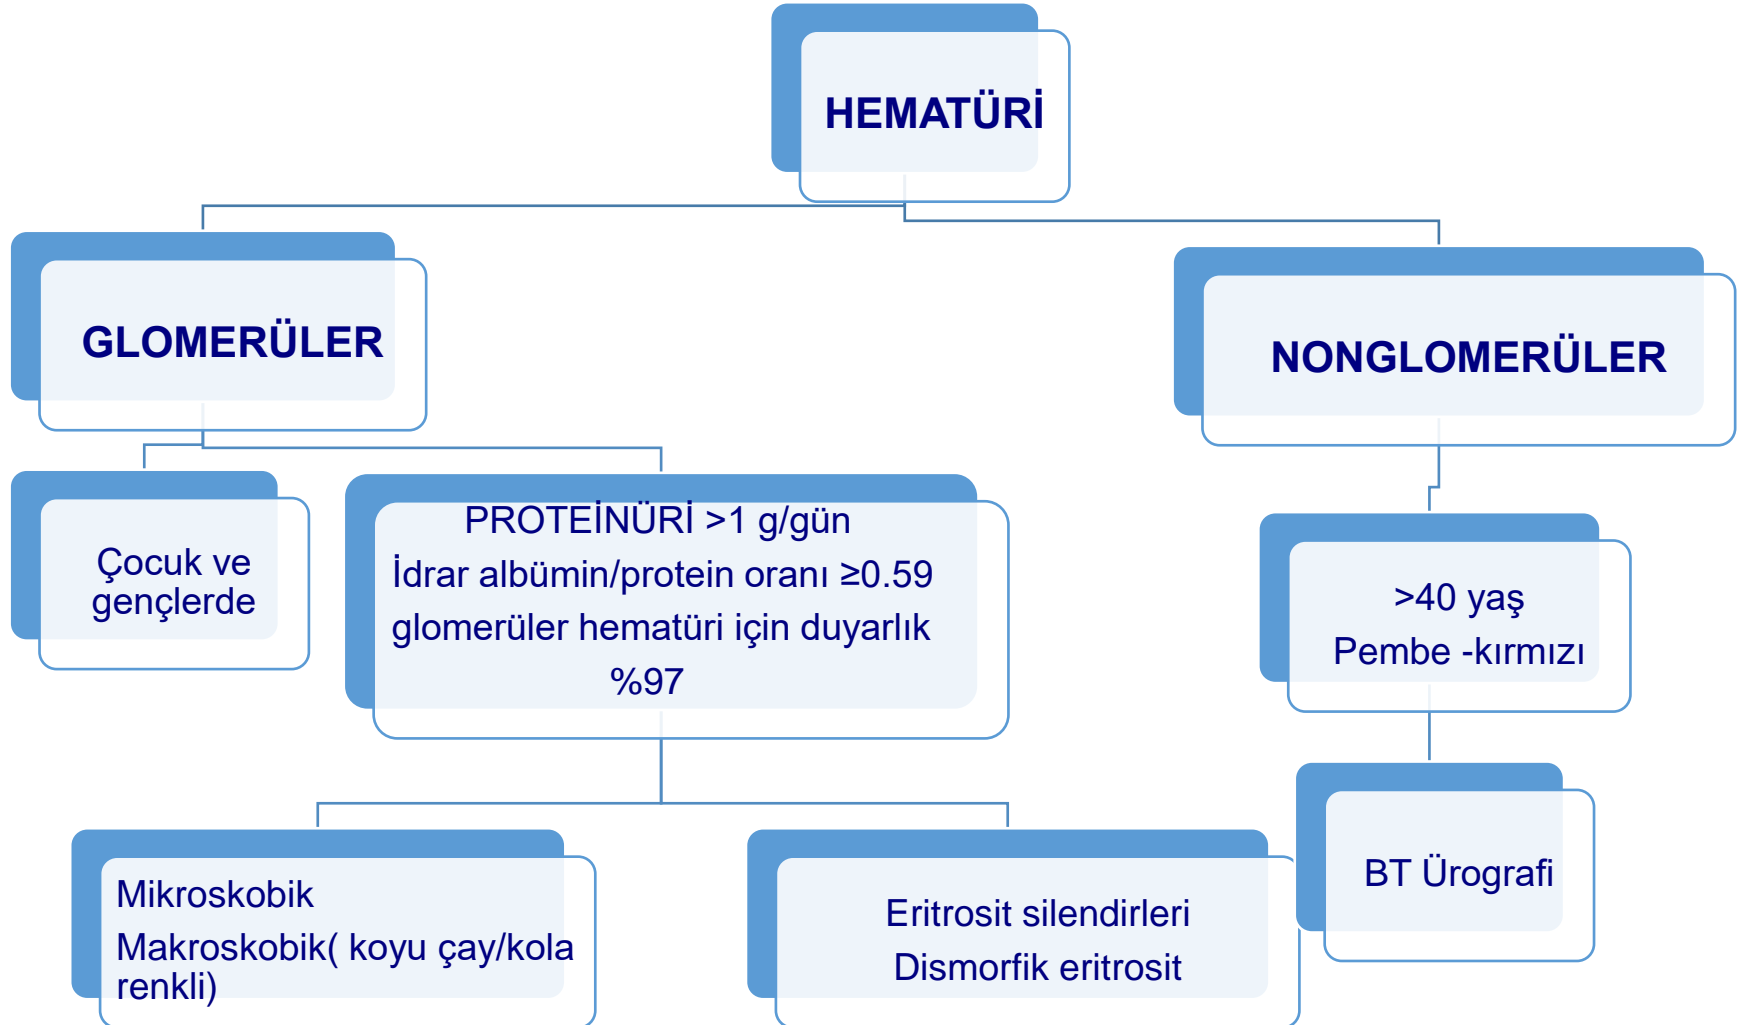 HEMATÜRİ
GLOMERÜLER
NONGLOMERÜLER
Çocuk ve
gençlerde
PROTEİNÜRİ >1 g/gün
İdrar albümin/protein oranı ≥0.59
glomerüler hematüri için duyarlık
%97
>40 yaş
Pembe -kırmızı
Mikroskobik
Makroskobik( koyu çay/kola
renkli)
Eritrosit silendirleri
Dismorfik eritrosit
BT Ürografi